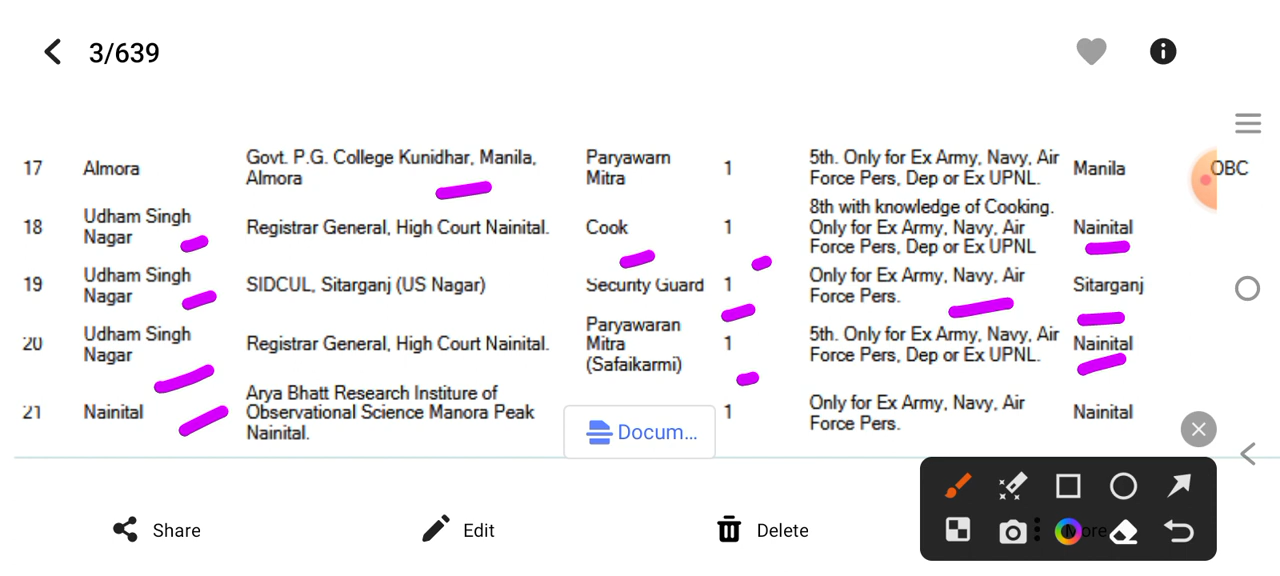 3/639
17 Almora Govt. P.G. College Kunidhar, Manila, Almora Paryawarn Mitra 1 5th. Only for Ex Army, Navy, Air Force Pers, Dep or Ex UPNL. Manila OBC
18 Udham Singh Nagar Registrar General, High Court Nainital. Cook 1 8th with knowledge of Cooking. Only for Ex Army, Navy, Air Force Pers, Dep or Ex UPNL Nainital
19 Udham Singh Nagar SIDCUL, Sitarganj (US Nagar) Security Guard 1 Only for Ex Army, Navy, Air Force Pers. Sitarganj
20 Udham Singh Nagar Registrar General, High Court Nainital. Paryawaran Mitra (Safaikarmi) 1 5th. Only for Ex Army, Navy, Air Force Pers, Dep or Ex UPNL. Nainital
21 Nainital Arya Bhatt Research Institute of Observational Science Manora Peak Nainital. 1 Only for Ex Army, Navy, Air Force Pers. Nainital
Docum...
Share Edit Delete More